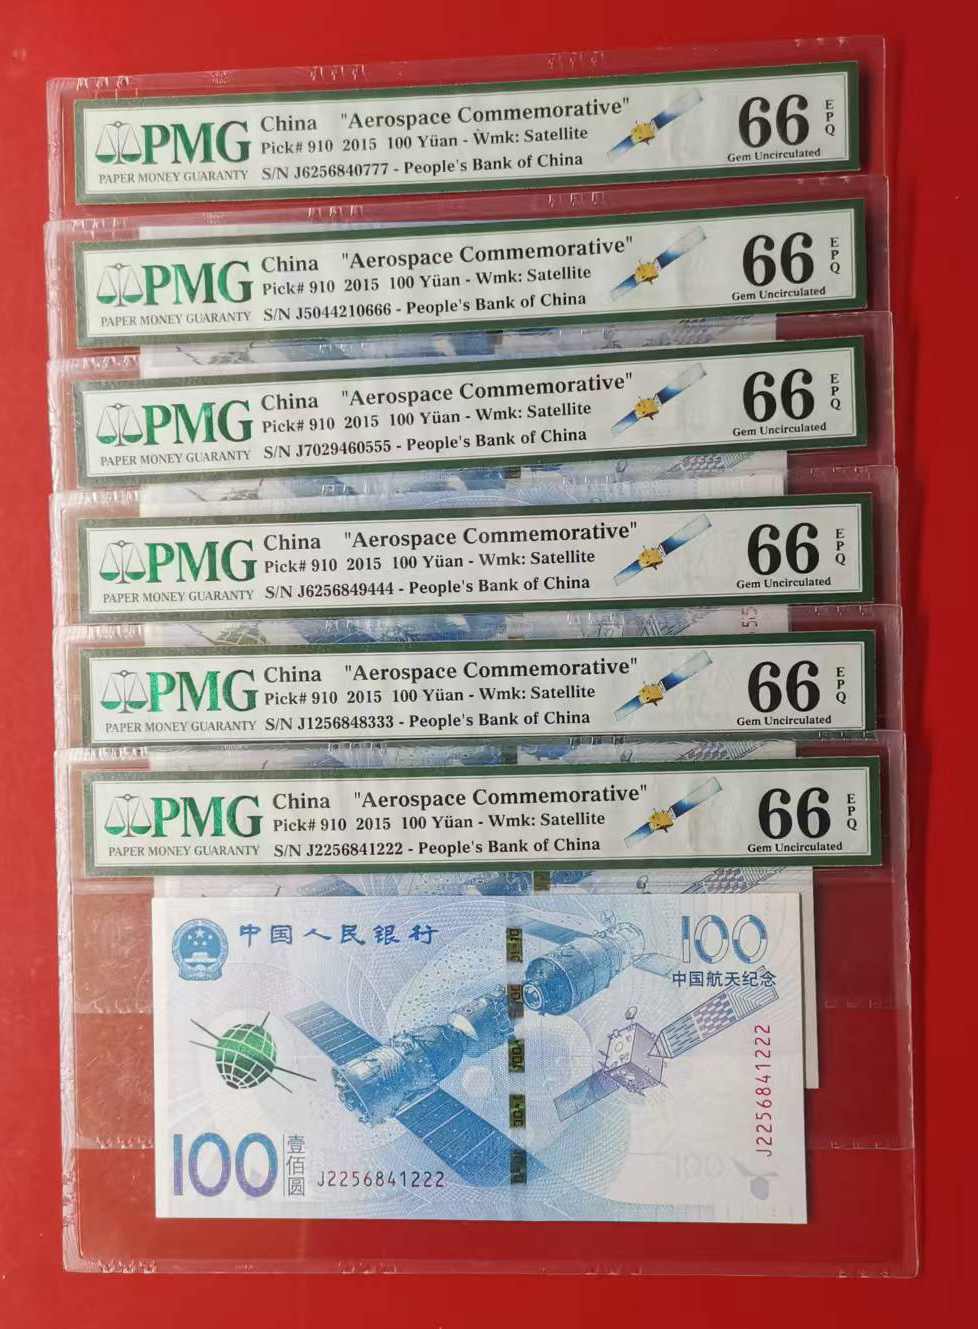 PMG
PAPER MONEY GUARANTY
China "Aerospace Commemorative"
Pick# 910 2015 100 Yüan - Wmk: Satellite
S/N J6256840777 - People's Bank of China
66 EPQ
Gem Uncirculated
PMG
PAPER MONEY GUARANTY
China "Aerospace Commemorative"
Pick# 910 2015 100 Yüan - Wmk: Satellite
S/N J5044210666 - People's Bank of China
66 EPQ
Gem Uncirculated
PMG
PAPER MONEY GUARANTY
China "Aerospace Commemorative"
Pick# 910 2015 100 Yüan - Wmk: Satellite
S/N J7029460555 - People's Bank of China
66 EPQ
Gem Uncirculated
PMG
PAPER MONEY GUARANTY
China "Aerospace Commemorative"
Pick# 910 2015 100 Yüan - Wmk: Satellite
S/N J6256849444 - People's Bank of China
66 EPQ
Gem Uncirculated
PMG
PAPER MONEY GUARANTY
China "Aerospace Commemorative"
Pick# 910 2015 100 Yüan - Wmk: Satellite
S/N J1256848333 - People's Bank of China
66 EPQ
Gem Uncirculated
PMG
PAPER MONEY GUARANTY
China "Aerospace Commemorative"
Pick# 910 2015 100 Yüan - Wmk: Satellite
S/N J2256841222 - People's Bank of China
66 EPQ
Gem Uncirculated
中国人民银行
100
中国航天纪念
J2256841222
100
壹佰圆
J2256841222